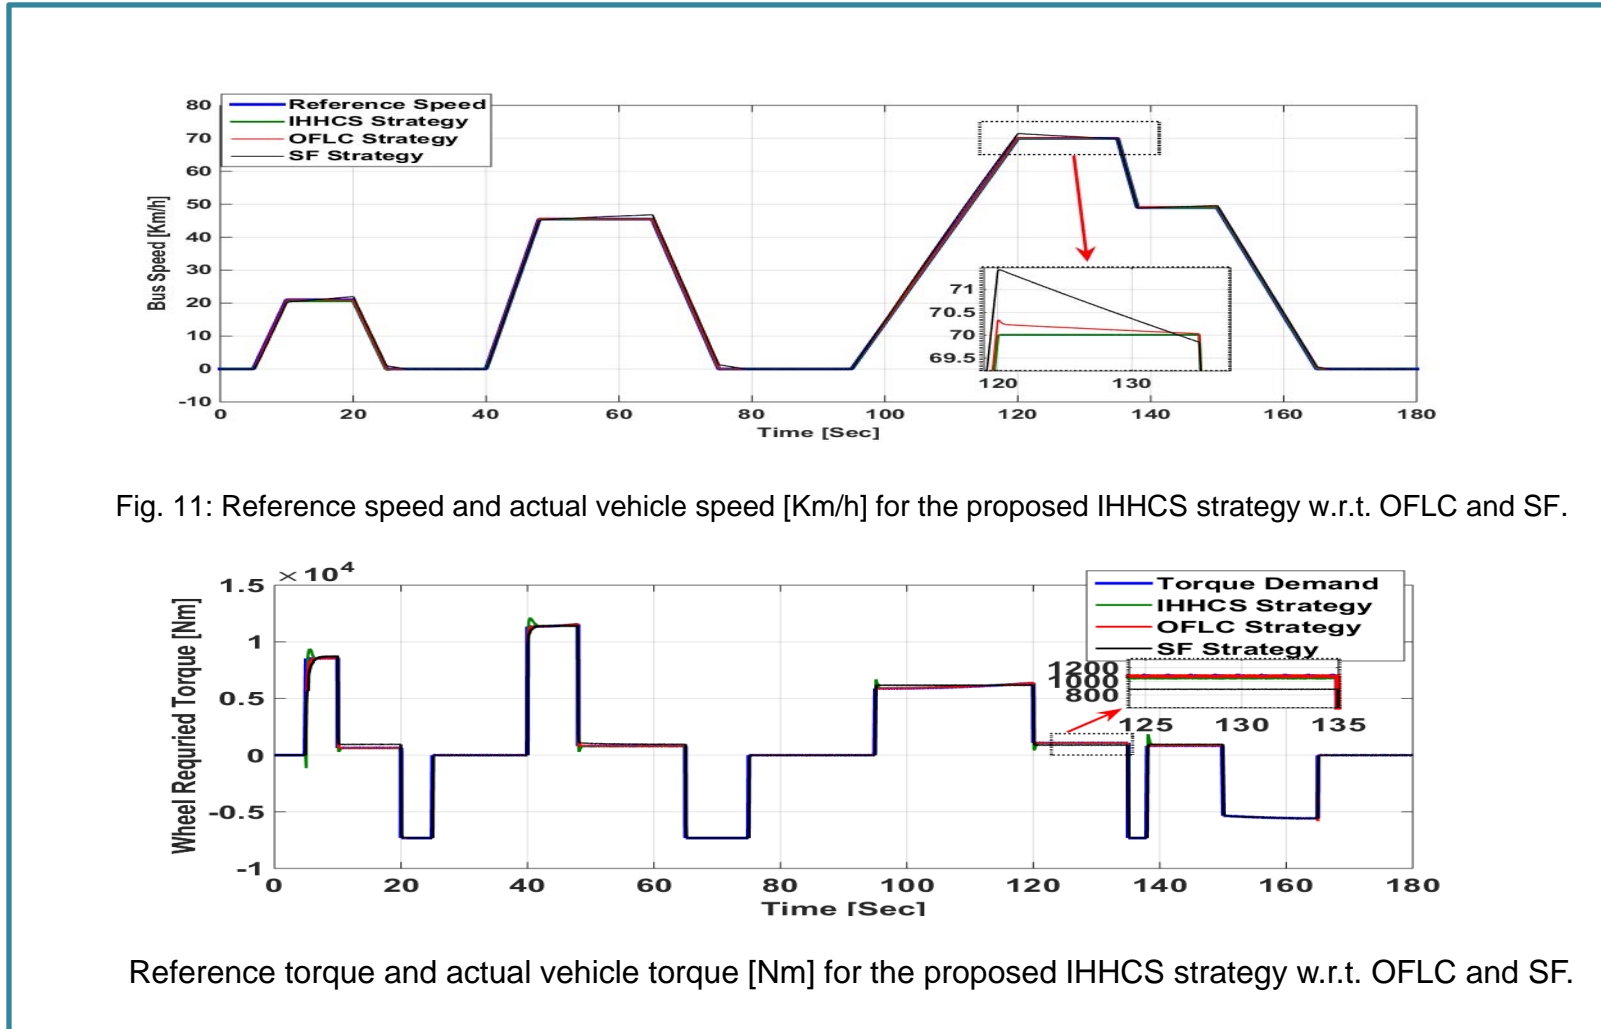 Reference Speed
IHHCS Strategy
OFLC Strategy
SF Strategy
Bus Speed [Km/h]
80
70
60
50
40
30
20
10
0
-10
71
70.5
70
69.5
120 130
0 20 40 60 80 100 120 140 160 180
Time [Sec]
Fig. 11: Reference speed and actual vehicle speed [Km/h] for the proposed IHHCS strategy w.r.t. OFLC and SF.
× 10^4
Torque Demand
IHHCS Strategy
OFLC Strategy
SF Strategy
Wheel Requried Torque [Nm]
1.5
1
0.5
0
-0.5
-1
1200
1000
800
125 130 135
0 20 40 60 80 100 120 140 160 180
Time [Sec]
Reference torque and actual vehicle torque [Nm] for the proposed IHHCS strategy w.r.t. OFLC and SF.